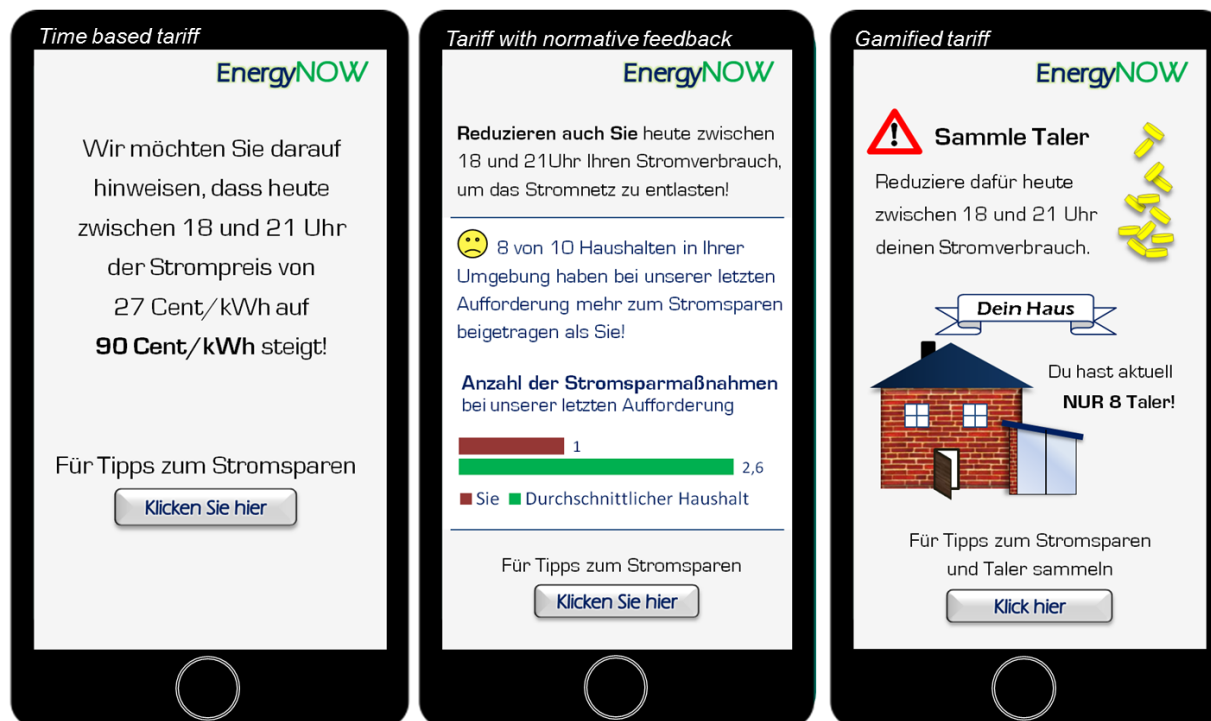 Time based tariff
EnergyNOW
Wir möchten Sie darauf
hinweisen, dass heute
zwischen 18 und 21 Uhr
der Strompreis von
27 Cent/kWh auf
90 Cent/kWh steigt!
Für Tipps zum Stromsparen
Klicken Sie hier
Tariff with normative feedback
EnergyNOW
Reduzieren auch Sie heute zwischen
18 und 21Uhr Ihren Stromverbrauch,
um das Stromnetz zu entlasten!
8 von 10 Haushalten in Ihrer
Umgebung haben bei unserer letzten
Aufforderung mehr zum Stromsparen
beigetragen als Sie!
Anzahl der Stromsparmaßnahmen
bei unserer letzten Aufforderung
1
2,6
Sie Durchschnittlicher Haushalt
Für Tipps zum Stromsparen
Klicken Sie hier
Gamified tariff
EnergyNOW
Sammle Taler
Reduziere dafür heute
zwischen 18 und 21 Uhr
deinen Stromverbrauch.
Dein Haus
Du hast aktuell
NUR 8 Taler!
Für Tipps zum Stromsparen
und Taler sammeln
Klick hier